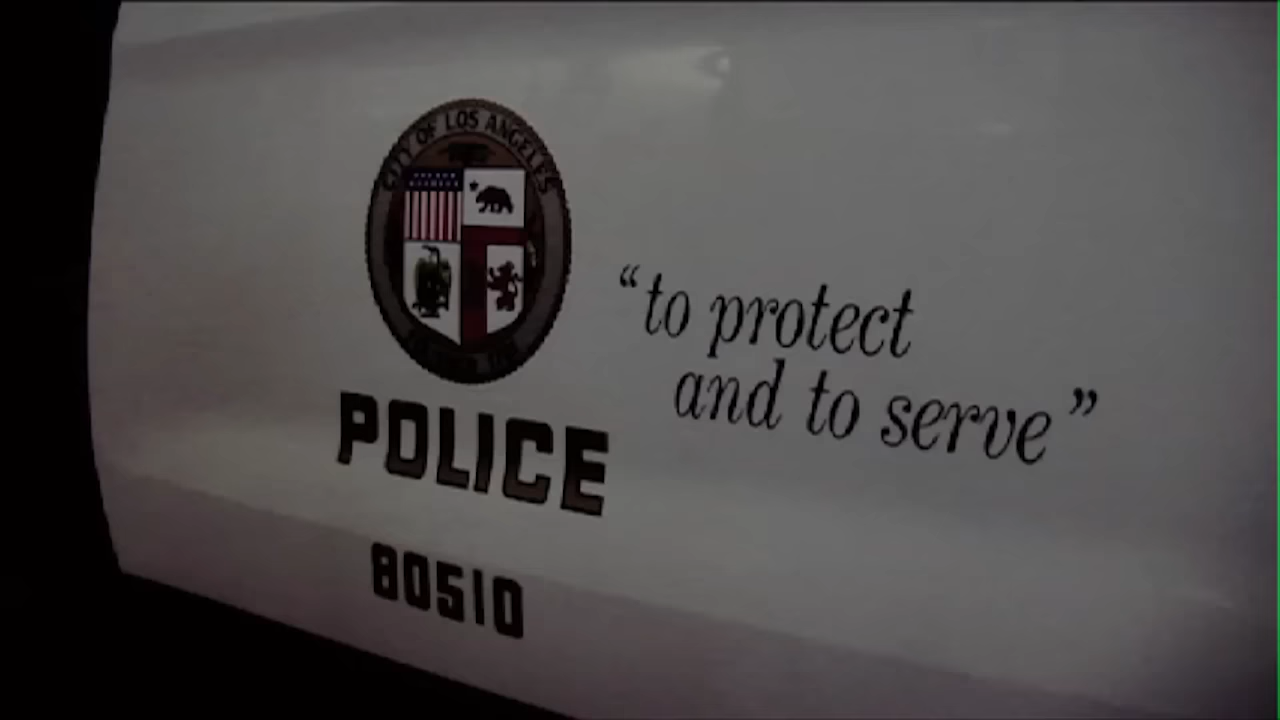 CITY OF LOS ANGELES
“to protect
and to serve”
POLICE
80510